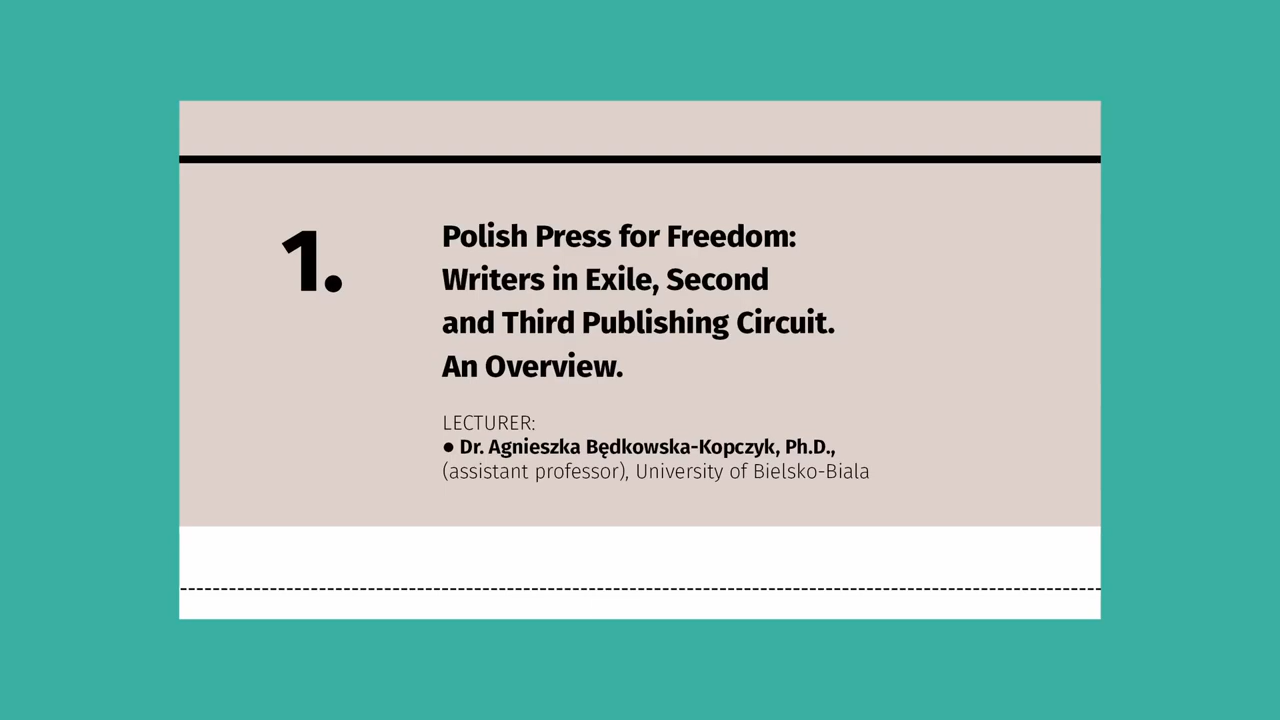 1.
Polish Press for Freedom:
Writers in Exile, Second
and Third Publishing Circuit.
An Overview.
LECTURER:
● Dr. Agnieszka Będkowska-Kopczyk, Ph.D.,
(assistant professor), University of Bielsko-Biala